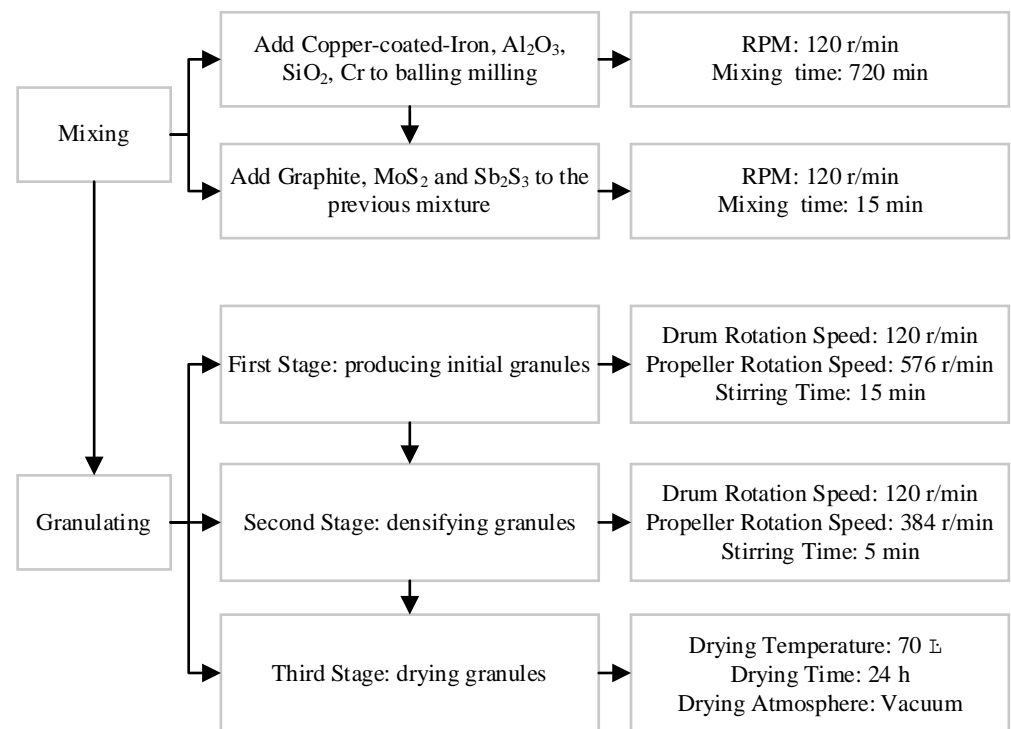 Mixing
Add Copper-coated-Iron, Al₂O₃,
SiO₂, Cr to balling milling
RPM: 120 r/min
Mixing time: 720 min
Add Graphite, MoS₂ and Sb₂S₃ to the
previous mixture
RPM: 120 r/min
Mixing time: 15 min
Granulating
First Stage: producing initial granules
Drum Rotation Speed: 120 r/min
Propeller Rotation Speed: 576 r/min
Stirring Time: 15 min
Second Stage: densifying granules
Drum Rotation Speed: 120 r/min
Propeller Rotation Speed: 384 r/min
Stirring Time: 5 min
Third Stage: drying granules
Drying Temperature: 70
Drying Time: 24 h
Drying Atmosphere: Vacuum